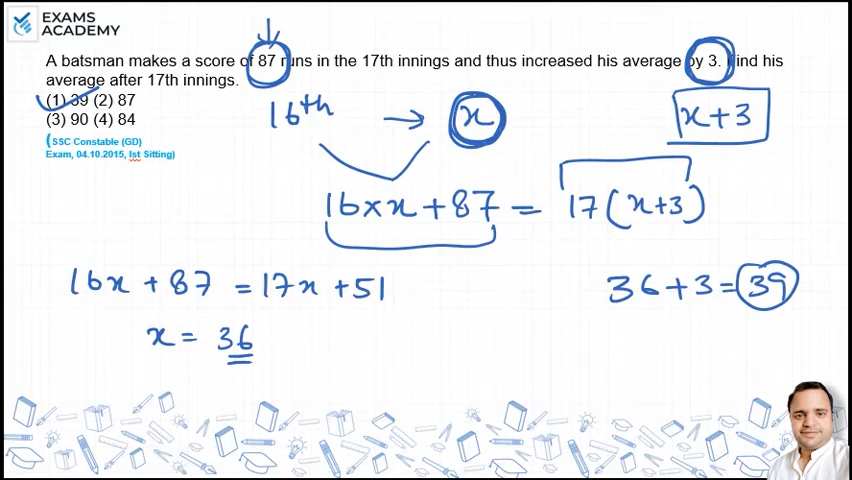 EXAMS
ACADEMY
A batsman makes a score of 87 runs in the 17th innings and thus increased his average by 3. Find his
average after 17th innings.
(1) 39 (2) 87
(3) 90 (4) 84
(SSC Constable (GD)
Exam, 04.10.2015, Ist Sitting)
16th → x
x+3
16×x+87 = 17(x+3)
16x + 87 = 17x + 51
36+3=39
x = 36